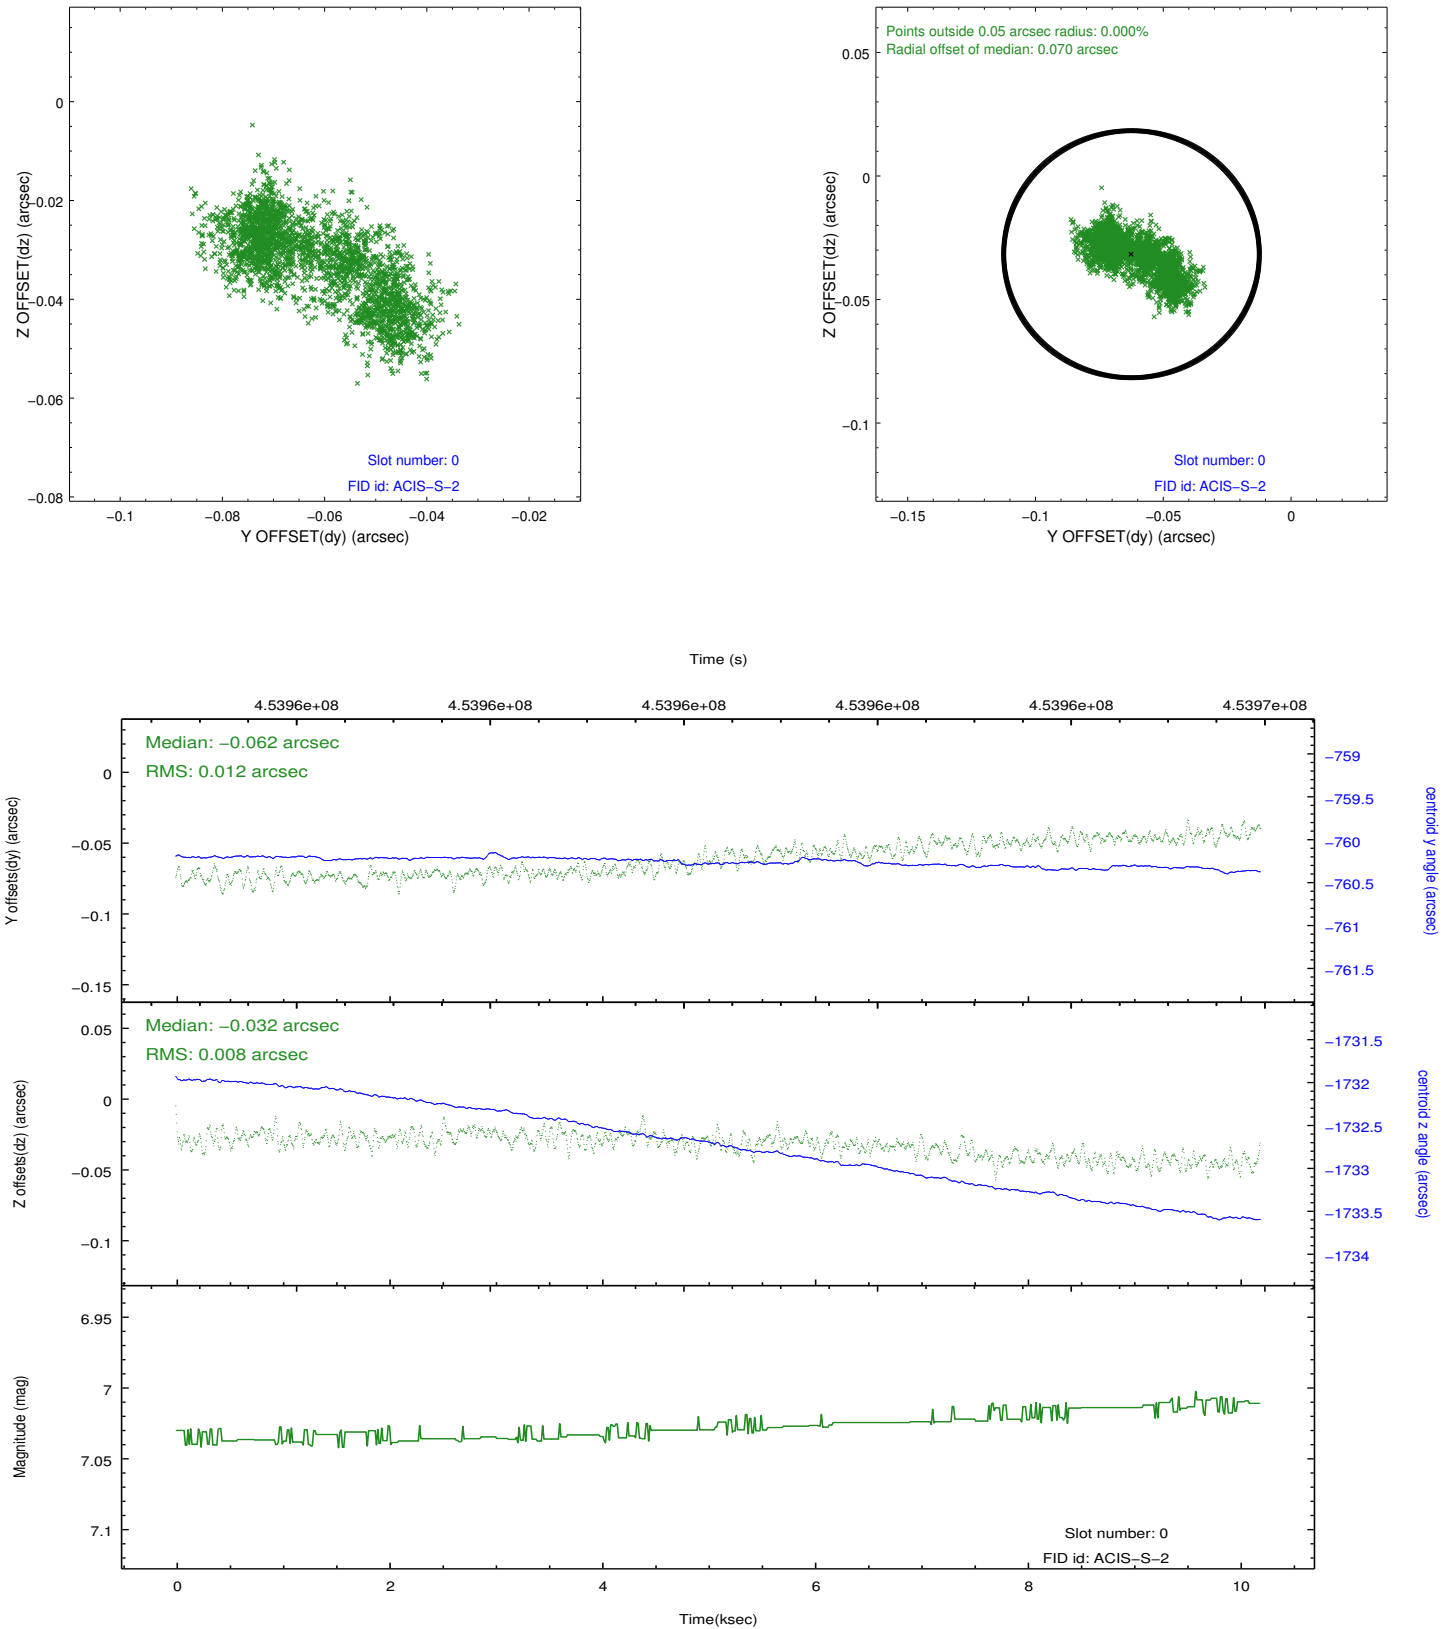 0
−0.02
−0.04
−0.06
−0.08
Z OFFSET(dz) (arcsec)
Slot number: 0
FID id: ACIS−S−2
−0.1
−0.08
−0.06
−0.04
−0.02
Y OFFSET(dy) (arcsec)
Points outside 0.05 arcsec radius: 0.000%
Radial offset of median: 0.070 arcsec
0.05
0
−0.05
−0.1
Z OFFSET(dz) (arcsec)
Slot number: 0
FID id: ACIS−S−2
−0.15
−0.1
−0.05
0
Y OFFSET(dy) (arcsec)
Time (s)
4.5396e+08
4.5396e+08
4.5396e+08
4.5396e+08
4.5396e+08
4.5397e+08
Median: −0.062 arcsec
RMS: 0.012 arcsec
0
−0.05
−0.1
−0.15
Y offsets(dy) (arcsec)
−759
−759.5
−760
−760.5
−761
−761.5
centroid y angle (arcsec)
Median: −0.032 arcsec
RMS: 0.008 arcsec
0.05
0
−0.05
−0.1
Z offsets(dz) (arcsec)
−1731.5
−1732
−1732.5
−1733
−1733.5
−1734
centroid z angle (arcsec)
6.95
7
7.05
7.1
Magnitude (mag)
Slot number: 0
FID id: ACIS−S−2
0
2
4
6
8
10
Time(ksec)